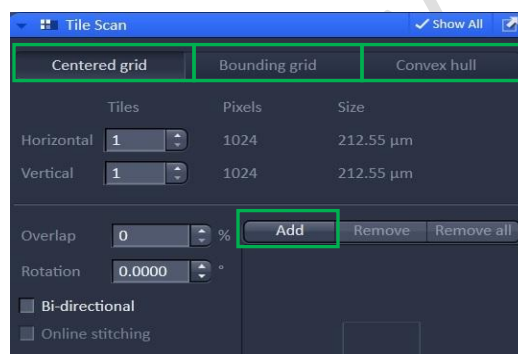 Tile Scan Show All
Centered grid Bounding grid Convex hull
Tiles Pixels Size
Horizontal 1 1024 212.55 µm
Vertical 1 1024 212.55 µm
Overlap 0 % Add Remove Remove all
Rotation 0.0000 °
Bi-directional
Online stitching